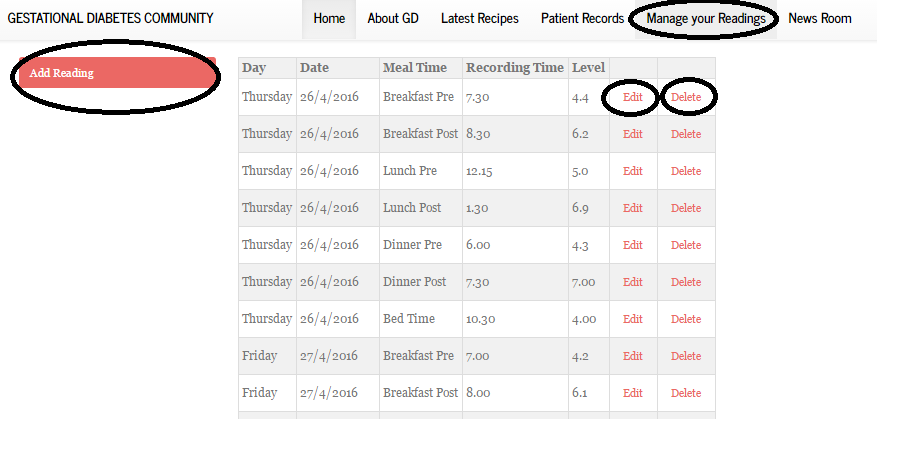 GESTATIONAL DIABETES COMMUNITY Home About GD Latest Recipes Patient Records Manage your Readings News Room
Add Reading
Day Date Meal Time Recording Time Level
Thursday 26/4/2016 Breakfast Pre 7.30 4.4 Edit Delete
Thursday 26/4/2016 Breakfast Post 8.30 6.2 Edit Delete
Thursday 26/4/2016 Lunch Pre 12.15 5.0 Edit Delete
Thursday 26/4/2016 Lunch Post 1.30 6.9 Edit Delete
Thursday 26/4/2016 Dinner Pre 6.00 4.3 Edit Delete
Thursday 26/4/2016 Dinner Post 7.30 7.00 Edit Delete
Thursday 26/4/2016 Bed Time 10.30 4.00 Edit Delete
Friday 27/4/2016 Breakfast Pre 7.00 4.2 Edit Delete
Friday 27/4/2016 Breakfast Post 8.00 6.1 Edit Delete